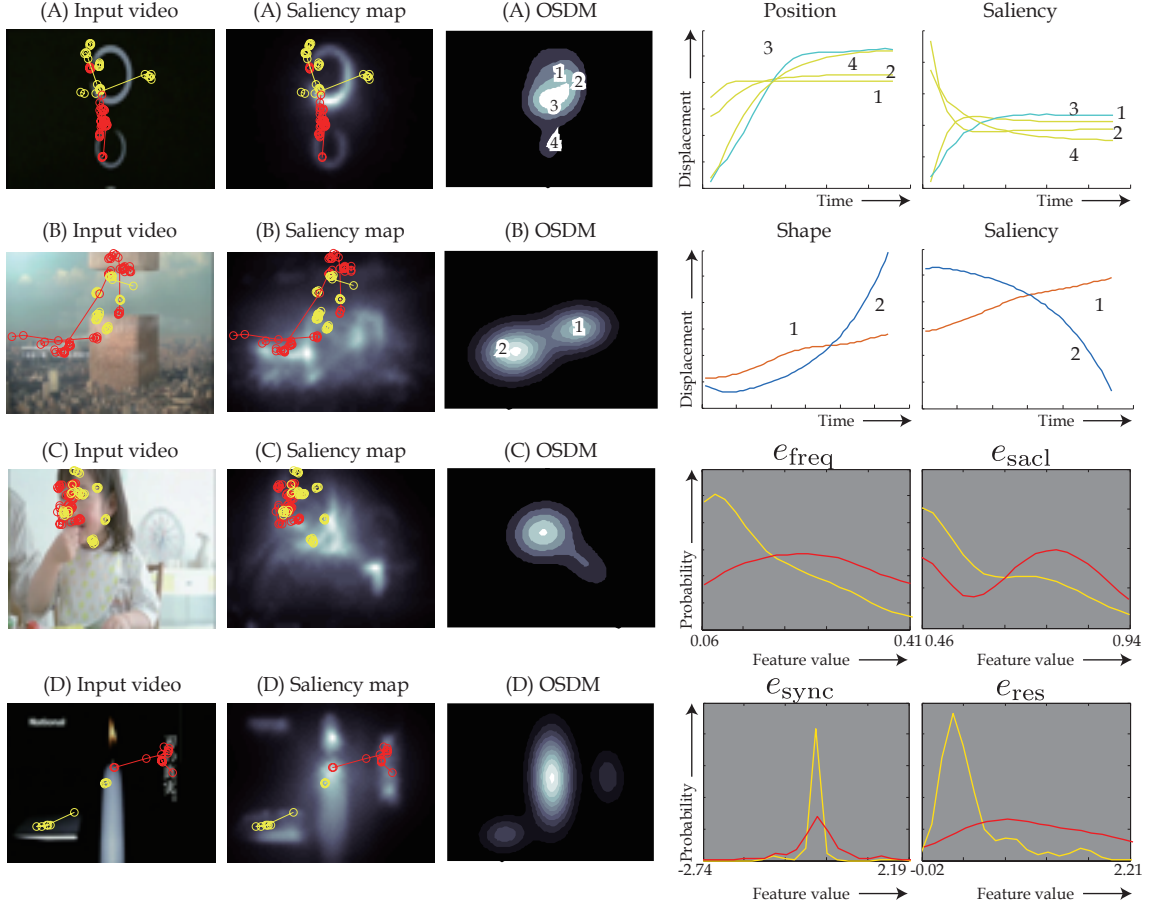 (A) Input video (A) Saliency map (A) OSDM Position Saliency
1 2 3 4
3 4 2 1
3 1 2 4
Displacement
Time Time
(B) Input video (B) Saliency map (B) OSDM Shape Saliency
1 2
1 2
1 2
Displacement
Time Time
(C) Input video (C) Saliency map (C) OSDM e_freq e_sacl
Probability
0.06 0.41 0.46 0.94
Feature value Feature value
(D) Input video (D) Saliency map (D) OSDM e_sync e_res
National
Probability
-2.74 2.19 -0.02 2.21
Feature value Feature value